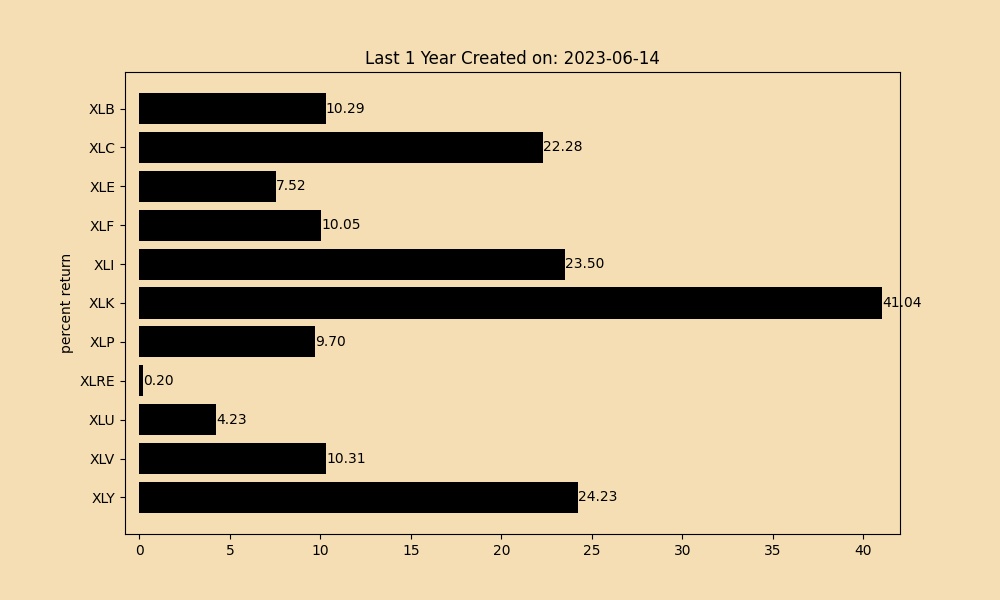 Last 1 Year Created on: 2023-06-14
percent return
XLB 10.29
XLC 22.28
XLE 7.52
XLF 10.05
XLI 23.50
XLK 41.04
XLP 9.70
XLRE 0.20
XLU 4.23
XLV 10.31
XLY 24.23
0 5 10 15 20 25 30 35 40